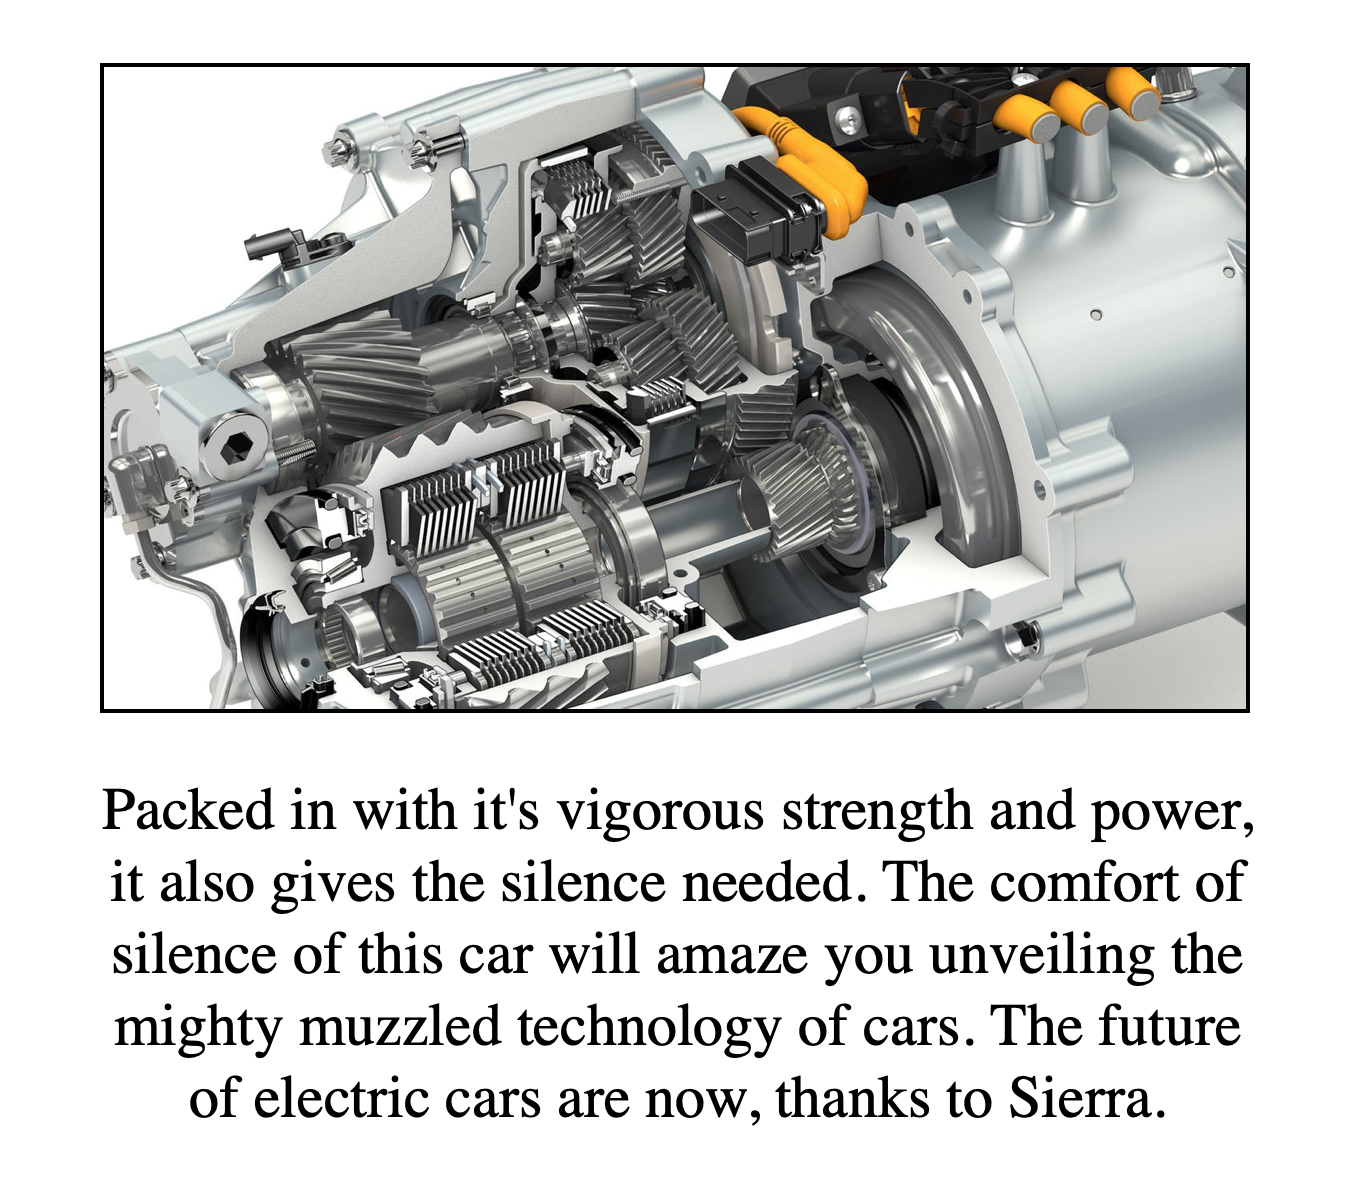 Packed in with it's vigorous strength and power,
it also gives the silence needed. The comfort of
silence of this car will amaze you unveiling the
mighty muzzled technology of cars. The future
of electric cars are now, thanks to Sierra.